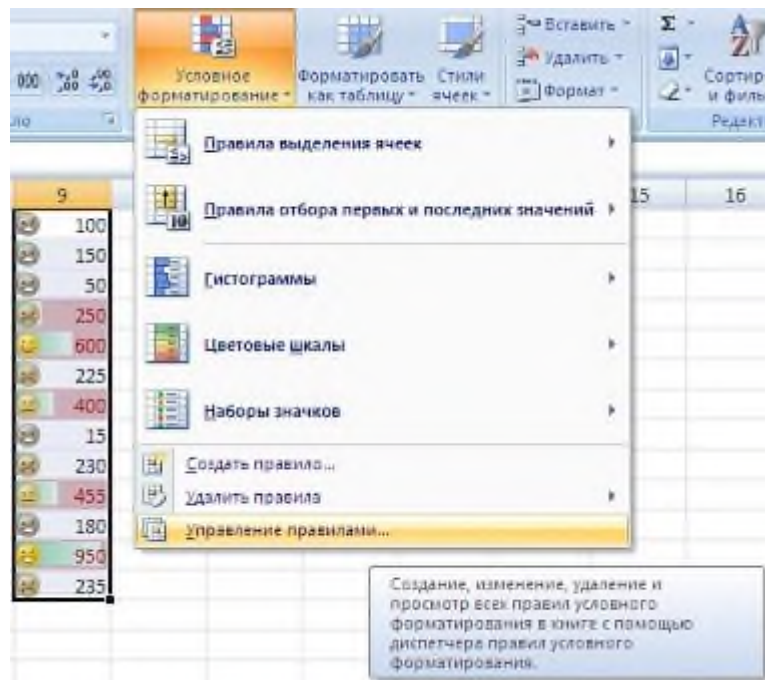 Вставить
Удалить
Формат
Условное
форматирование
Форматировать
как таблицу
Стили
ячеек
Σ
Сортир
и филь
000
,00
Редакт
Правила выделения ячеек
Правила отбора первых и последних значений
Гистограммы
Цветовые шкалы
Наборы значков
Создать правило...
Удалить правила
Управление правилами...
Создание, изменение, удаление и
просмотр всех правил условного
форматирования в книге с помощью
диспетчера правил условного
форматирования.
9
15
16
100
150
50
250
600
225
400
15
230
455
180
950
235